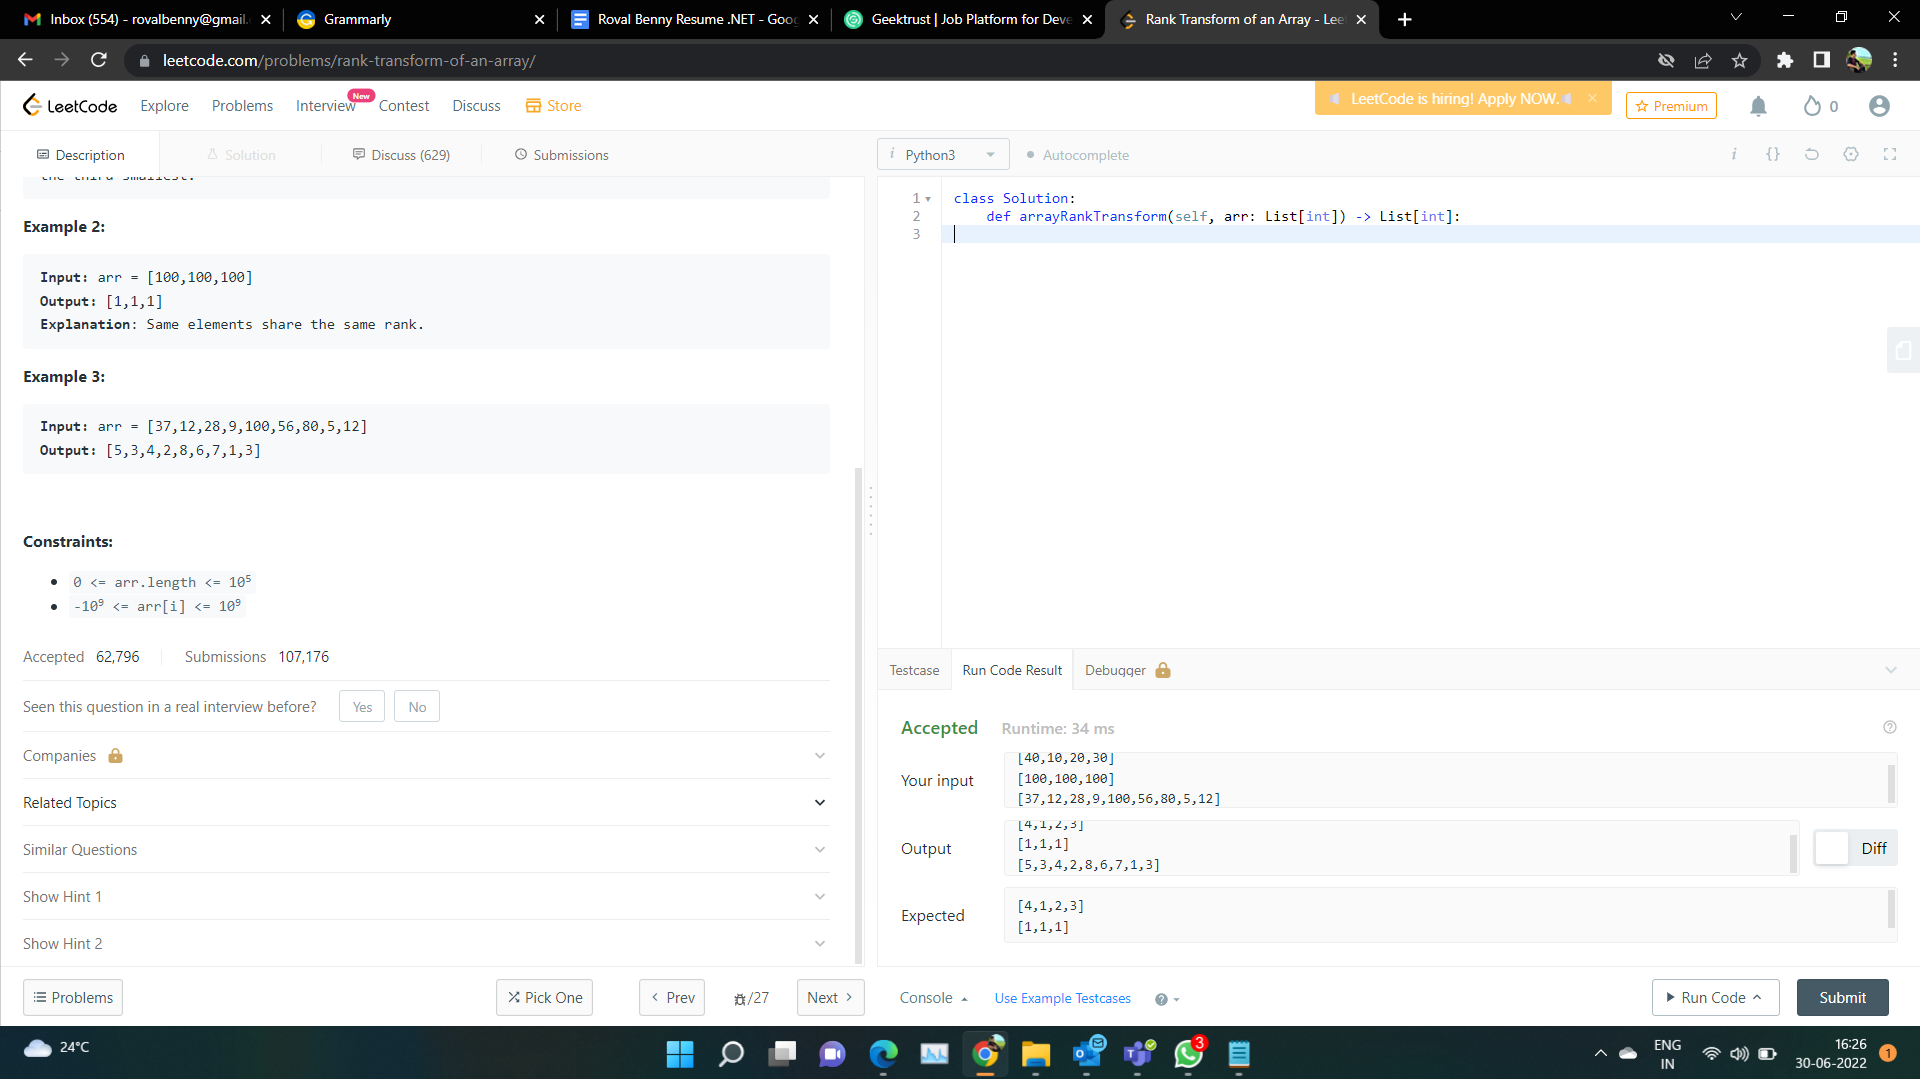 Inbox (554) - rovalbenny@gmail.
Grammarly
Roval Benny Resume .NET - Goog
Geektrust | Job Platform for Deve
Rank Transform of an Array - Lee
leetcode.com/problems/rank-transform-of-an-array/
LeetCode
Explore
Problems
Interview
New
Contest
Discuss
Store
LeetCode is hiring! Apply NOW.
Premium
0
Description
Solution
Discuss (629)
Submissions
i Python3
Autocomplete
i {}
the third smallest.
Example 2:
Input: arr = [100,100,100]
Output: [1,1,1]
Explanation: Same elements share the same rank.
Example 3:
Input: arr = [37,12,28,9,100,56,80,5,12]
Output: [5,3,4,2,8,6,7,1,3]
Constraints:
0 <= arr.length <= 10⁵
-10⁹ <= arr[i] <= 10⁹
Accepted 62,796
Submissions 107,176
Seen this question in a real interview before?
Yes
No
Companies
Related Topics
Similar Questions
Show Hint 1
Show Hint 2
1 class Solution:
2 def arrayRankTransform(self, arr: List[int]) -> List[int]:
3
Testcase
Run Code Result
Debugger
Accepted
Runtime: 34 ms
Your input
[40,10,20,30]
[100,100,100]
[37,12,28,9,100,56,80,5,12]
Output
[4,1,2,3]
[1,1,1]
[5,3,4,2,8,6,7,1,3]
Diff
Expected
[4,1,2,3]
[1,1,1]
Problems
Pick One
Prev
/27
Next
Console
Use Example Testcases
Run Code
Submit
24°C
3
ENG
IN
16:26
30-06-2022
1